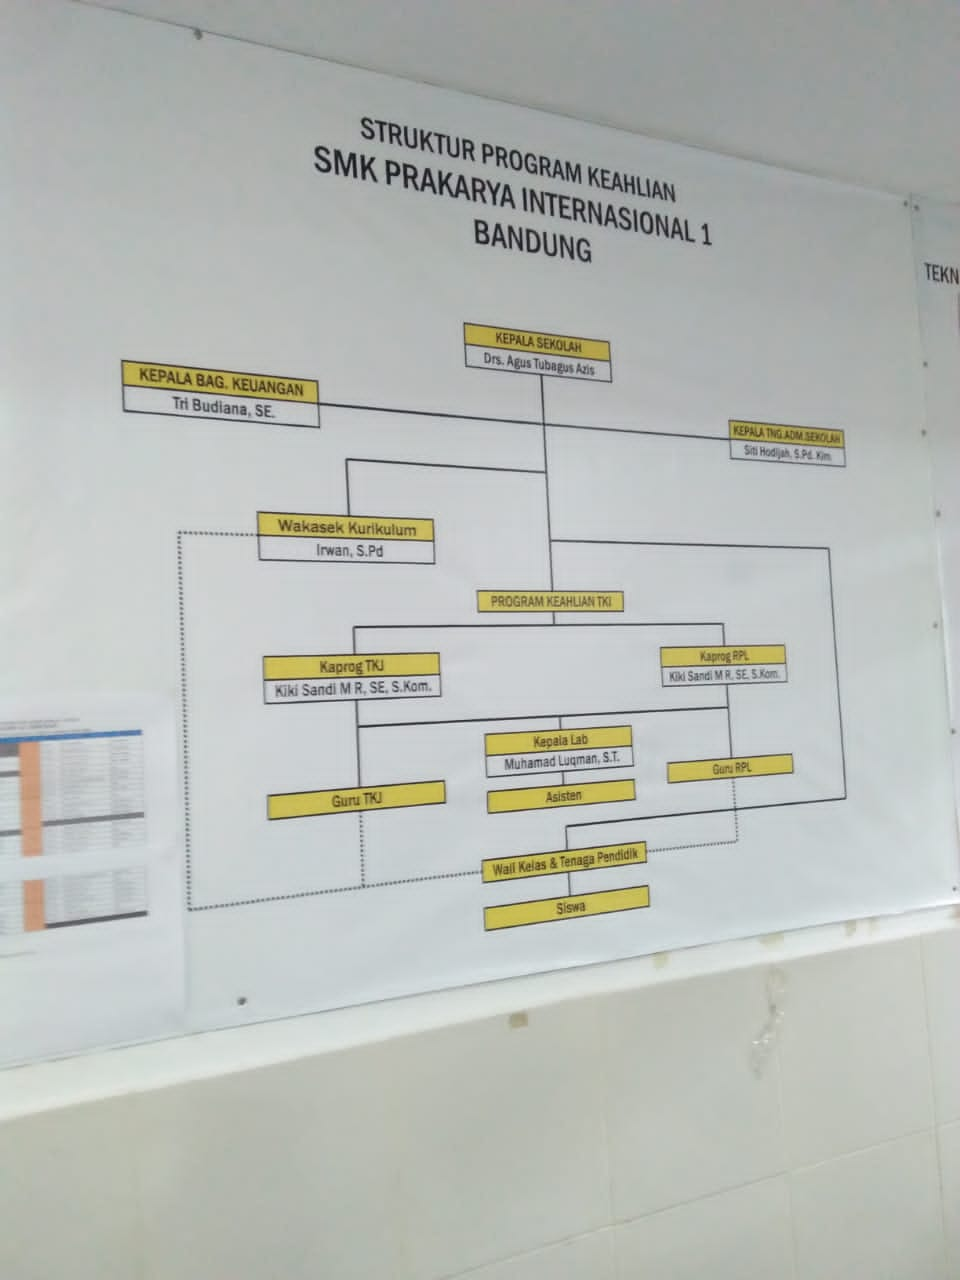 STRUKTUR PROGRAM KEAHLIAN
SMK PRAKARYA INTERNASIONAL 1
BANDUNG
TEKN
KEPALA SEKOLAH
Drs. Agus Tubagus Azis
KEPALA BAG. KEUANGAN
Tri Budiana, SE.
KEPALA TNG.ADM.SEKOLAH
Siti Hodijah, S.Pd. Kim
Wakasek Kurikulum
Irwan, S.Pd
PROGRAM KEAHLIAN TKI
Kaprog TKJ
Kiki Sandi M R, SE, S.Kom.
Kaprog RPL
Kiki Sandi M R, SE, S.Kom.
Kepala Lab
Muhamad Luqman, S.T.
Guru TKJ
Asisten
Guru RPL
Wali Kelas & Tenaga Pendidik
Siswa